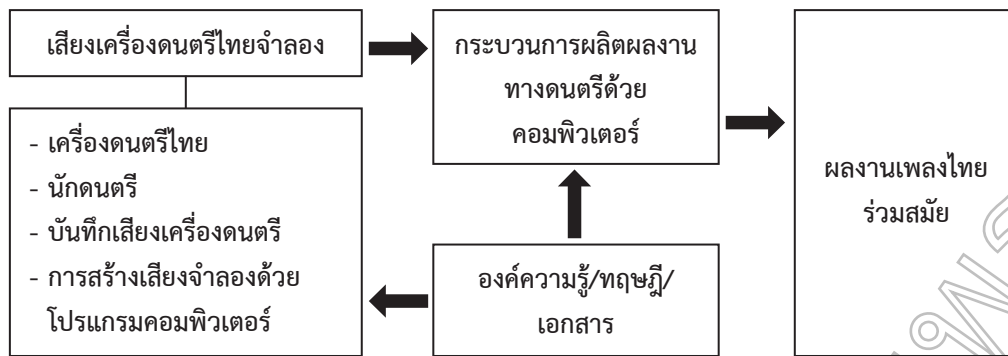 เสียงเครื่องดนตรีไทยจำลอง
- เครื่องดนตรีไทย
- นักดนตรี
- บันทึกเสียงเครื่องดนตรี
- การสร้างเสียงจำลองด้วย
โปรแกรมคอมพิวเตอร์
กระบวนการผลิตผลงาน
ทางดนตรีด้วย
คอมพิวเตอร์
องค์ความรู้/ทฤษฎี/
เอกสาร
ผลงานเพลงไทย
ร่วมสมัย